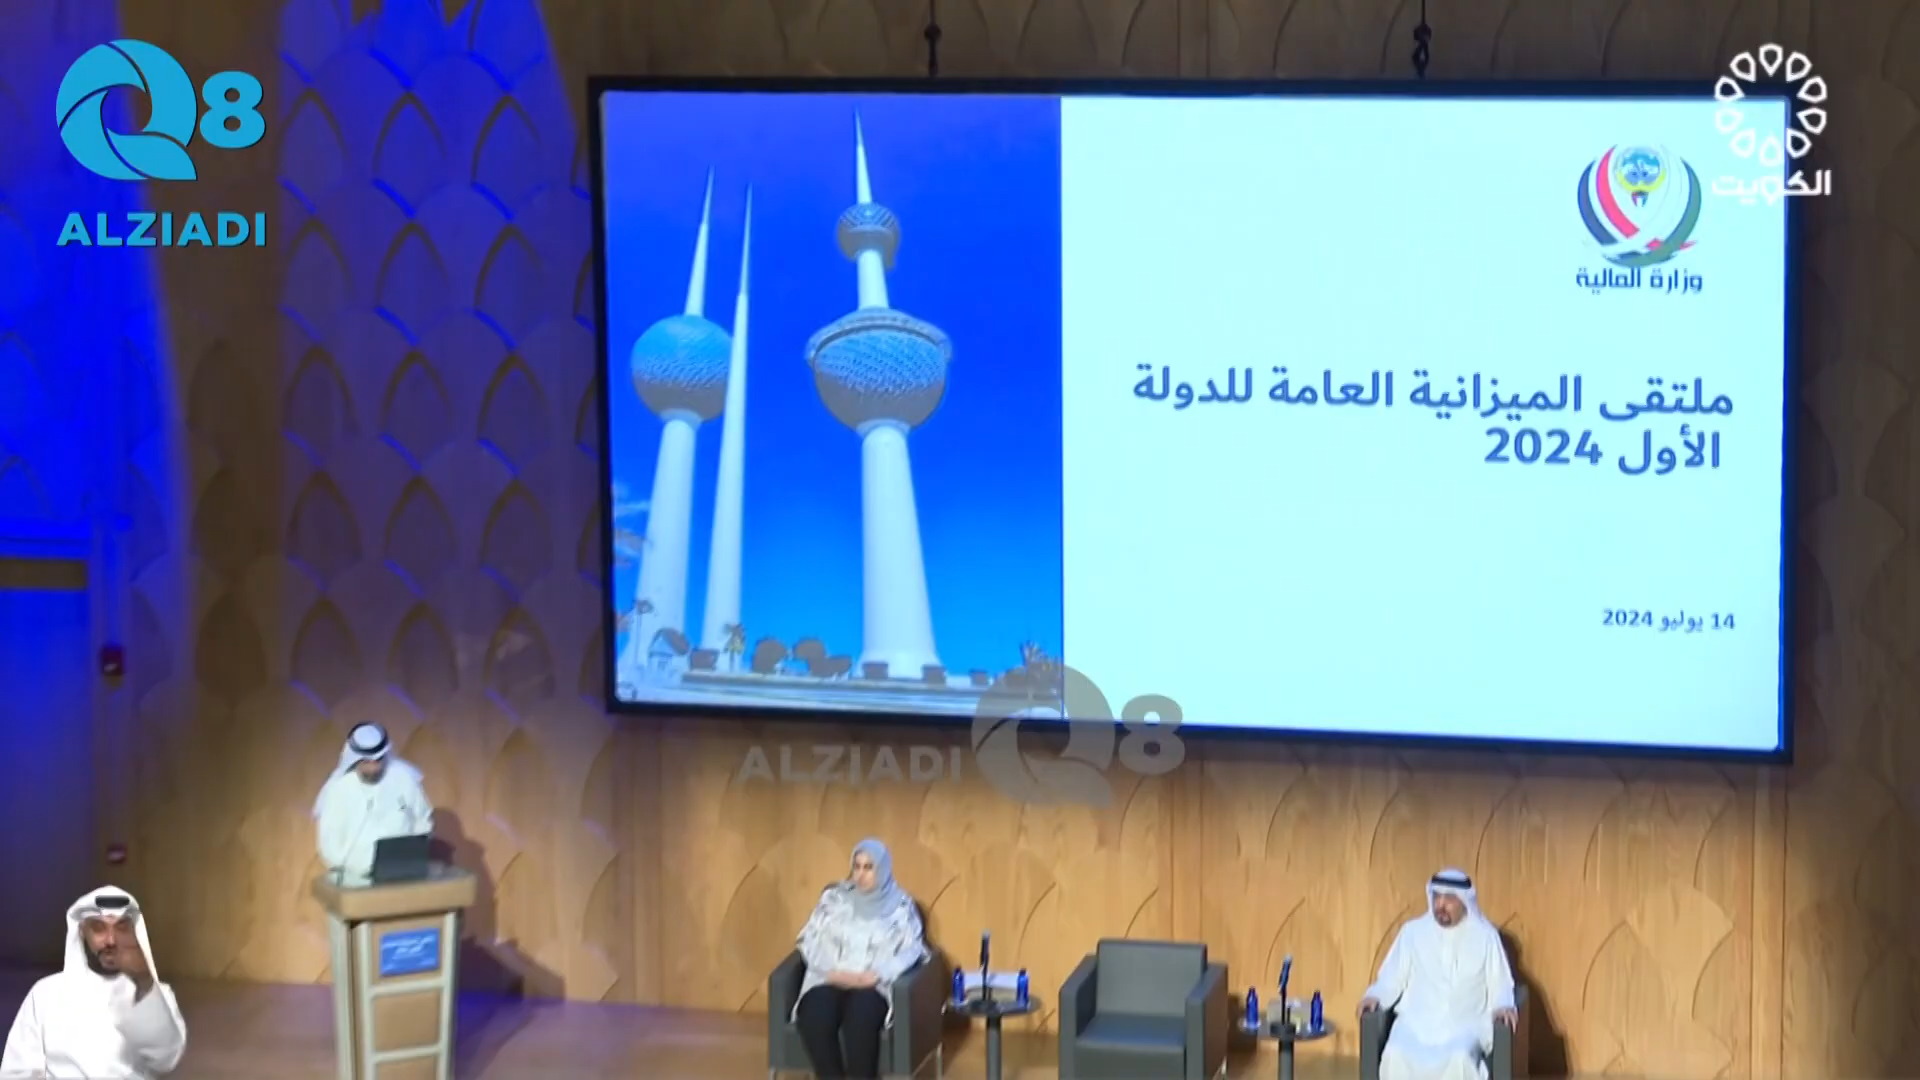 Q8
ALZIADI
الكويت
وزارة المالية
ملتقى الميزانية العامة للدولة
الأول 2024
14 يوليو 2024
ALZIADI Q8